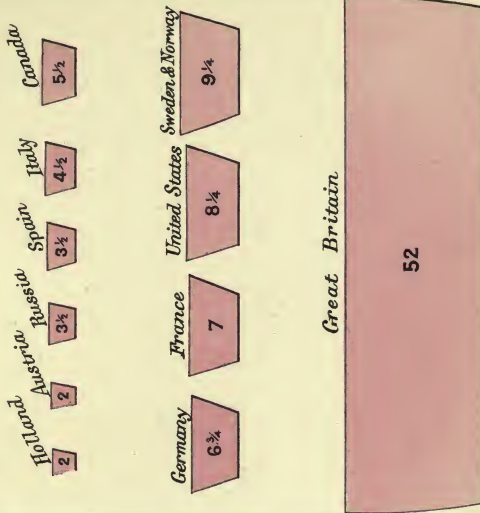 Holland
2
Austria
2
Russia
3½
Spain
3½
Italy
4½
Canada
5½
Germany
6¾
France
7
United States
8¼
Sweden & Norway
9¼
Great Britain
52